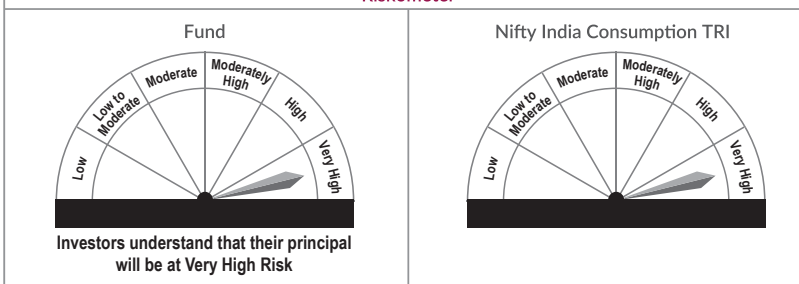 Riskometer
Fund
Low
Low to
Moderate
Moderate
Moderately
High
High
Very High
Investors understand that their principal
will be at Very High Risk
Nifty India Consumption TRI
Low
Low to
Moderate
Moderate
Moderately
High
High
Very High